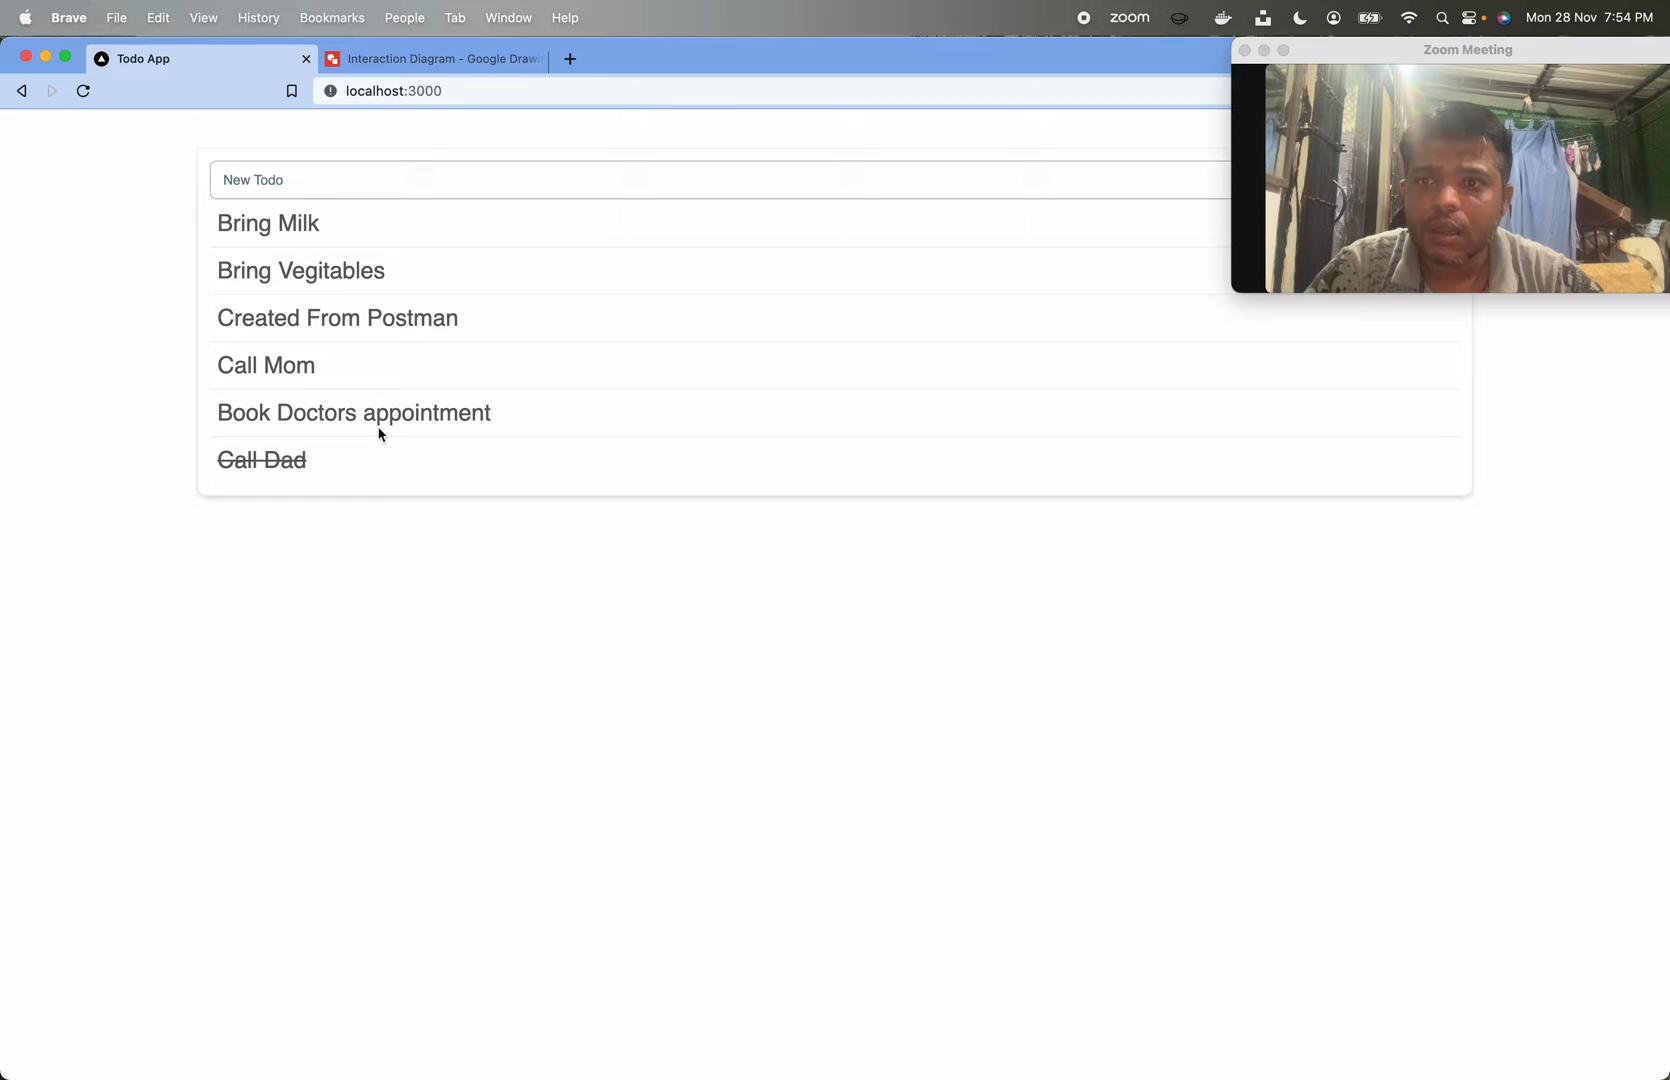 Brave File Edit View History Bookmarks People Tab Window Help zoom Mon 28 Nov 7:54 PM
Todo App Interaction Diagram - Google Drawi
Zoom Meeting
localhost:3000
New Todo
Bring Milk
Bring Vegitables
Created From Postman
Call Mom
Book Doctors appointment
Call Dad